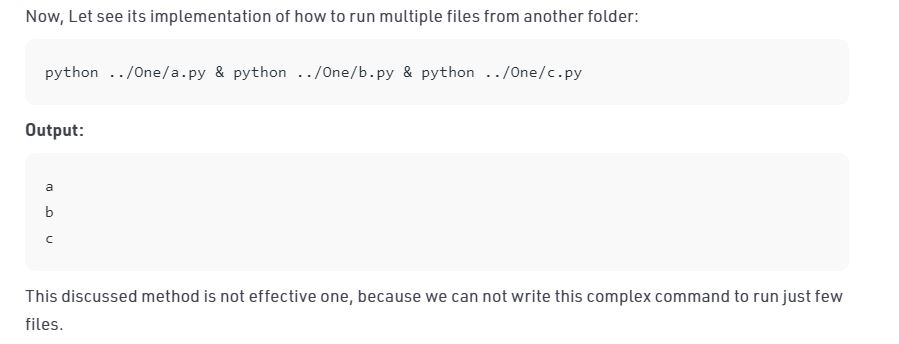 Now, Let see its implementation of how to run multiple files from another folder:
python ../One/a.py & python ../One/b.py & python ../One/c.py
Output:
a
b
c
This discussed method is not effective one, because we can not write this complex command to run just few
files.